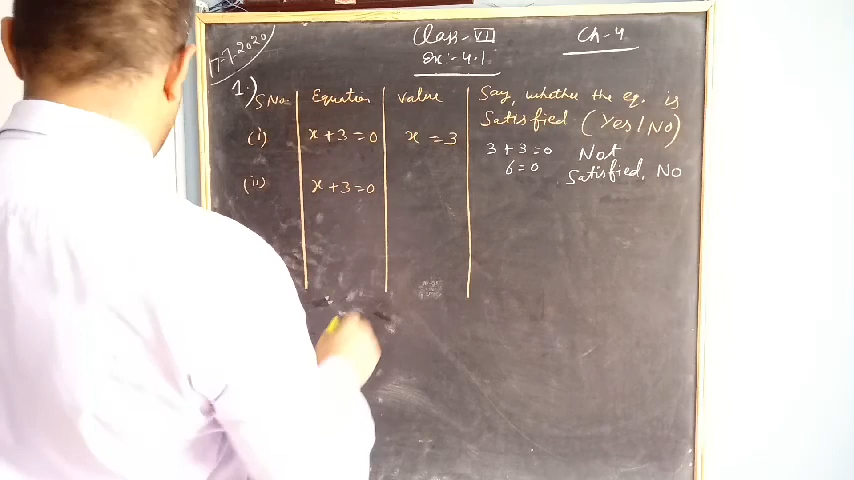 17-7-2020
Class-VII
Ex:-4.1
Ch-4
1.)
S.No. Equation Value Say, whether the eq. is
Satisfied. (Yes/No)
(i) x+3=0 x=3 3+3=0 Not
6=0 Satisfied, No
(ii) x+3=0